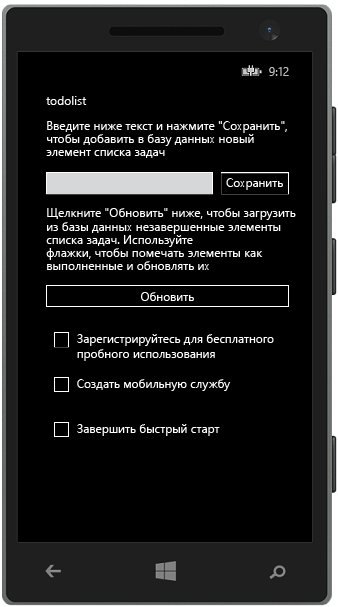 9:12
todolist
Введите ниже текст и нажмите "Сохранить",
чтобы добавить в базу данных новый
элемент списка задач
Сохранить
Щелкните "Обновить" ниже, чтобы загрузить
из базы данных незавершенные элементы
списка задач. Используйте
флажки, чтобы помечать элементы как
выполненные и обновлять их
Обновить
Зарегистрируйтесь для бесплатного
пробного использования
Создать мобильную службу
Завершить быстрый старт